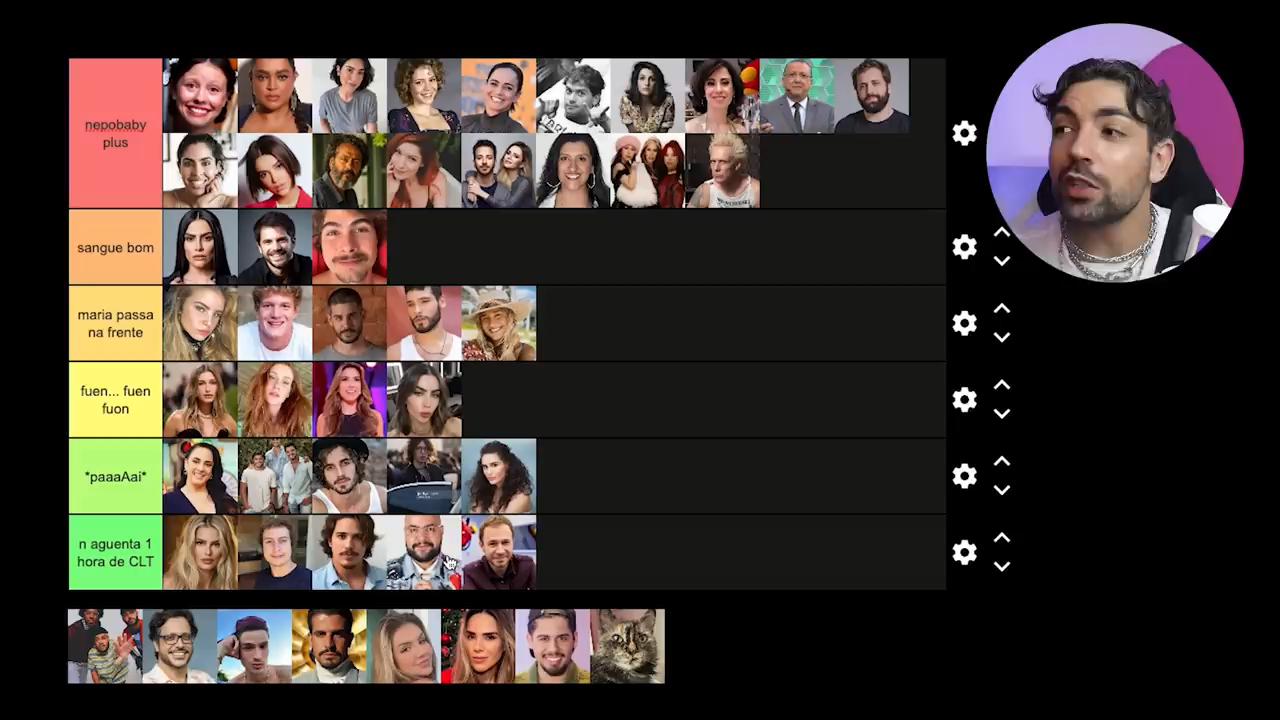 nepobaby
plus
sangue bom
maria passa
na frente
fuen... fuen
fuon
*paaaAai*
n aguenta 1
hora de CLT